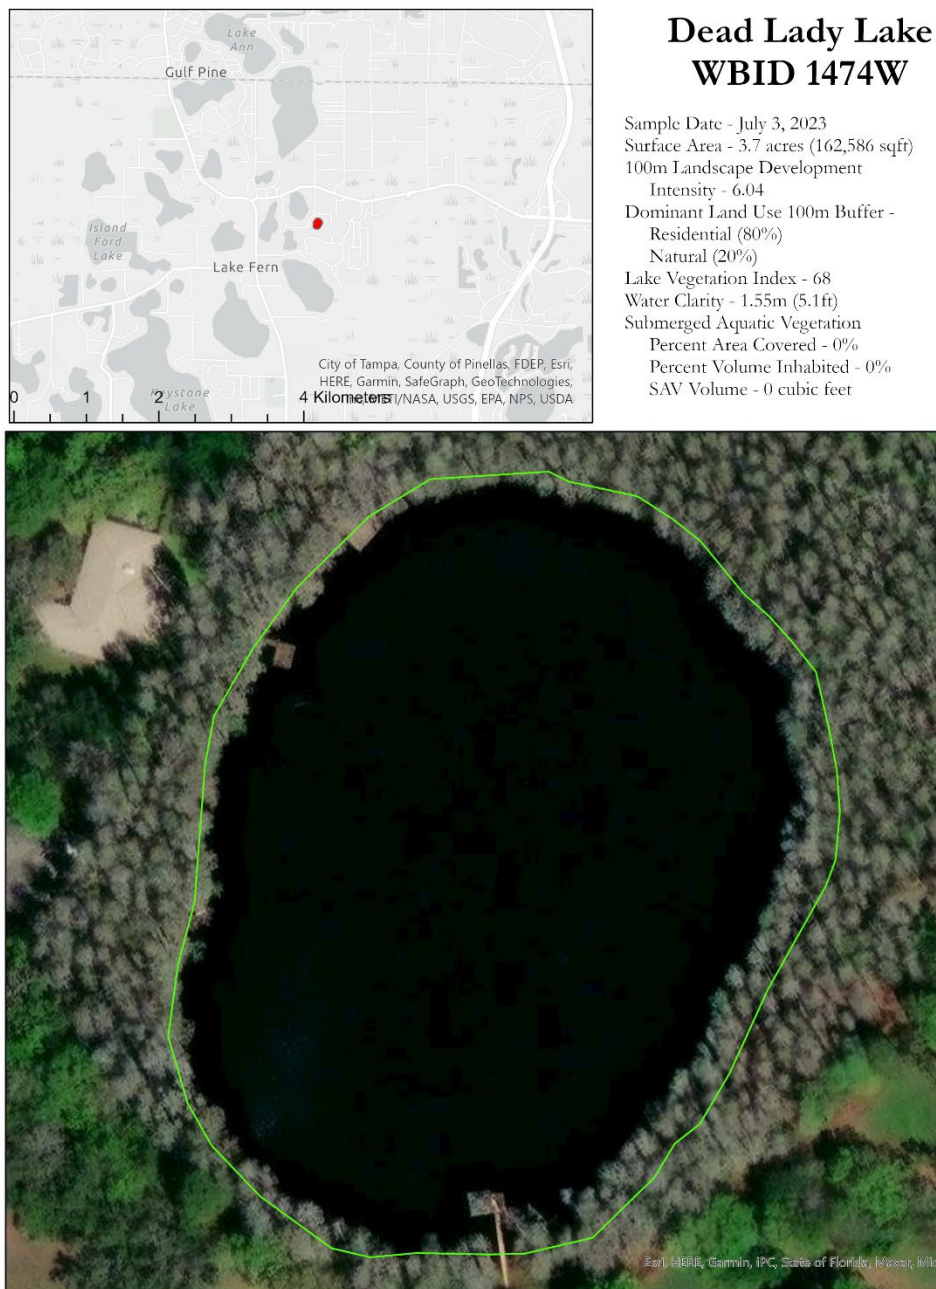 Dead Lady Lake
WBID 1474W
Sample Date - July 3, 2023
Surface Area - 3.7 acres (162,586 sqft)
100m Landscape Development
Intensity - 6.04
Dominant Land Use 100m Buffer -
Residential (80%)
Natural (20%)
Lake Vegetation Index - 68
Water Clarity - 1.55m (5.1ft)
Submerged Aquatic Vegetation
Percent Area Covered - 0%
Percent Volume Inhabited - 0%
SAV Volume - 0 cubic feet
Lake
Ann
Gulf Pine
Island
Ford
Lake
Lake Fern
Keystone
Lake
City of Tampa, County of Pinellas, FDEP, Esri,
HERE, Garmin, SafeGraph, GeoTechnologies,
METI/NASA, USGS, EPA, NPS, USDA
0 1 2 4 Kilometers
Esri, HERE, Garmin, iPC, State of Florida, Maxar,